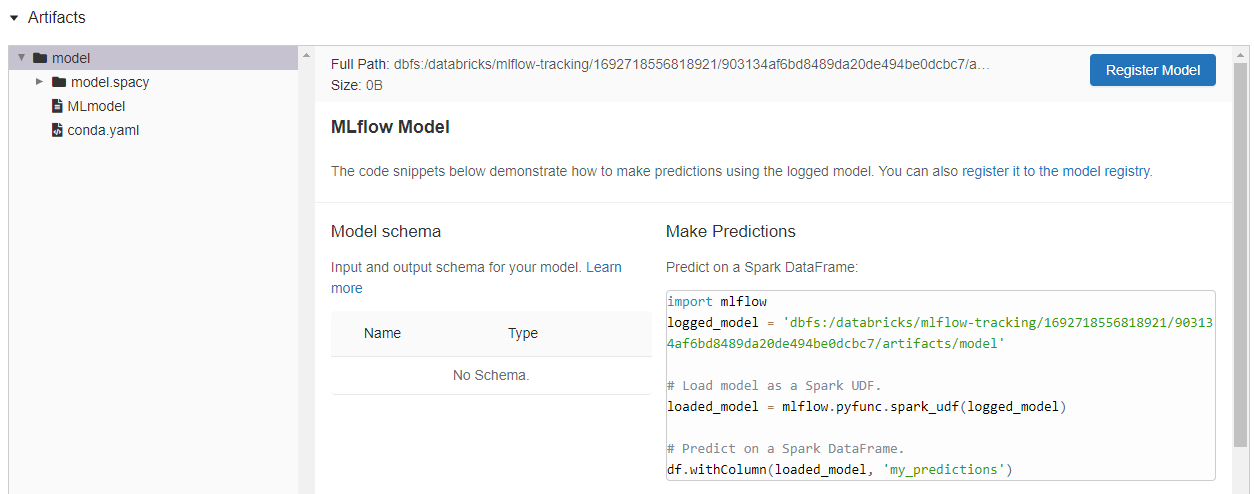 Artifacts
model
model.spacy
MLmodel
conda.yaml
Full Path: dbfs:/databricks/mlflow-tracking/1692718556818921/903134af6bd8489da20de494be0dcbc7/a...
Size: 0B
Register Model
MLflow Model
The code snippets below demonstrate how to make predictions using the logged model. You can also register it to the model registry.
Model schema
Input and output schema for your model. Learn
more
Name Type
No Schema.
Make Predictions
Predict on a Spark DataFrame:
import mlflow
logged_model = 'dbfs:/databricks/mlflow-tracking/1692718556818921/90313
4af6bd8489da20de494be0dcbc7/artifacts/model'
# Load model as a Spark UDF.
loaded_model = mlflow.pyfunc.spark_udf(logged_model)
# Predict on a Spark DataFrame.
df.withColumn(loaded_model, 'my_predictions')